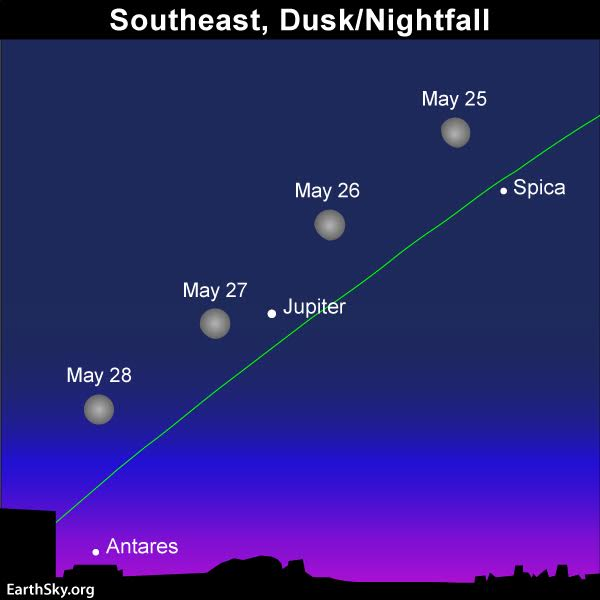 Southeast, Dusk/Nightfall
May 25
Spica
May 26
May 27
Jupiter
May 28
Antares
EarthSky.org